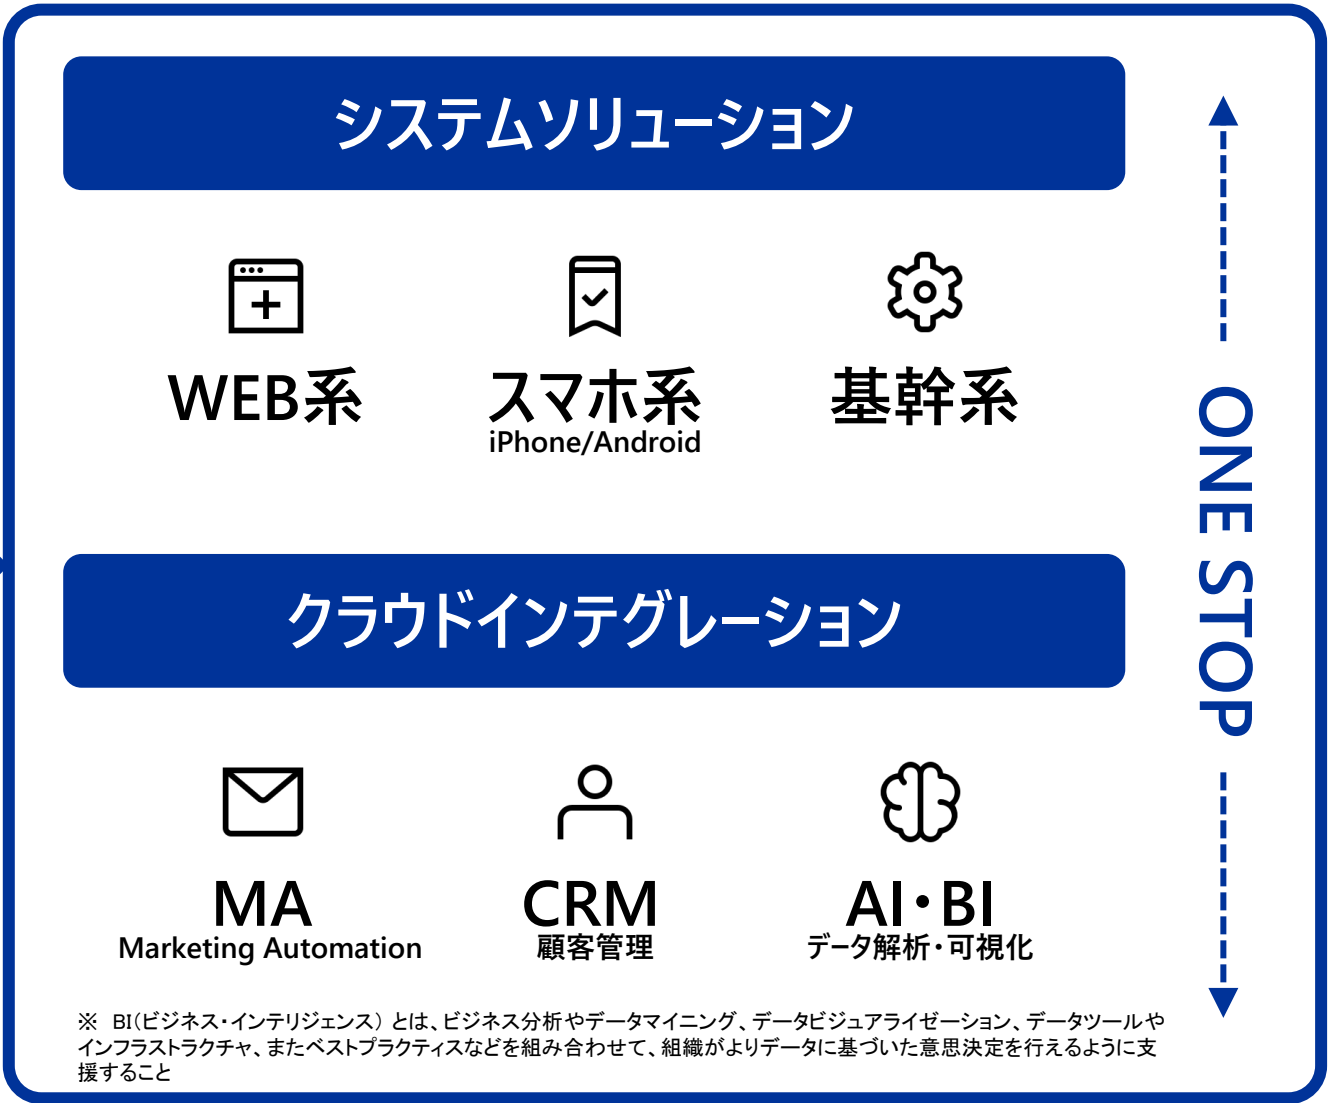 システムソリューション
WEB系
スマホ系
iPhone/Android
基幹系
ONE STOP
クラウドインテグレーション
MA
Marketing Automation
CRM
顧客管理
AI・BI
データ解析・可視化
※ BI(ビジネス・インテリジェンス) とは、ビジネス分析やデータマイニング、データビジュアライゼーション、データツールや
インフラストラクチャ、またベストプラクティスなどを組み合わせて、組織がよりデータに基づいた意思決定を行えるように支
援すること